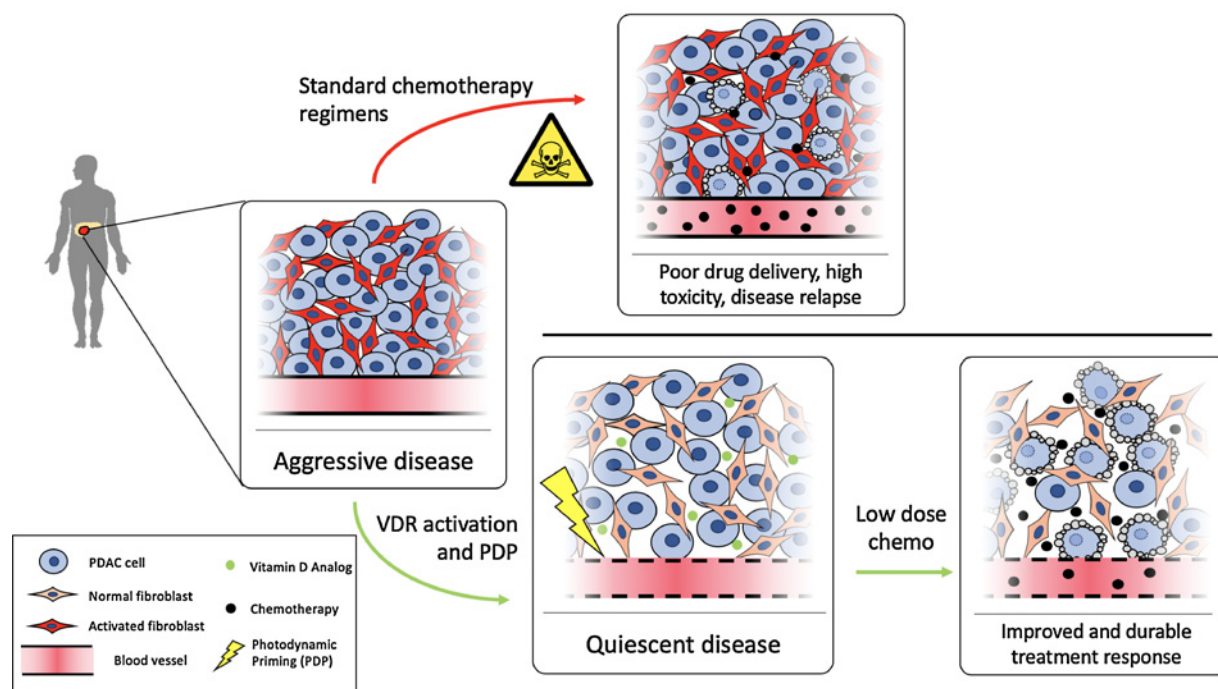 Standard chemotherapy
regimens
Poor drug delivery, high
toxicity, disease relapse
Aggressive disease
VDR activation
and PDP
Quiescent disease
Low dose
chemo
Improved and durable
treatment response
PDAC cell
Normal fibroblast
Activated fibroblast
Blood vessel
Vitamin D Analog
Chemotherapy
Photodynamic
Priming (PDP)